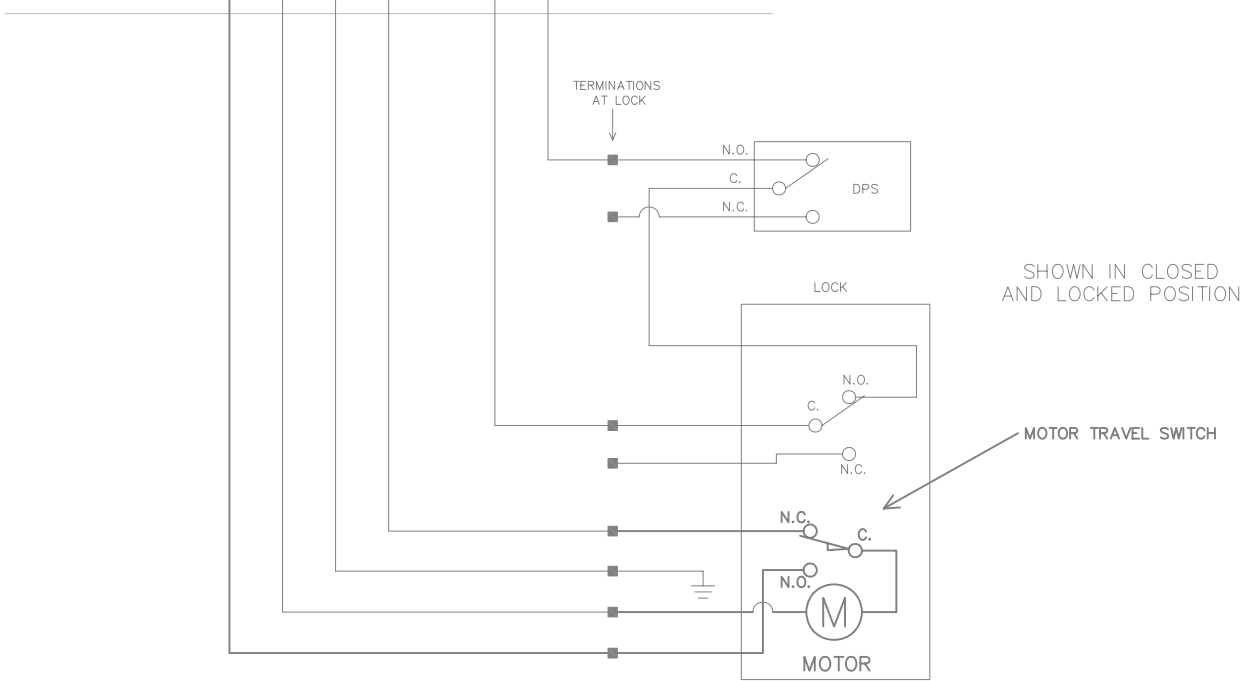 TERMINATIONS
AT LOCK
N.O.
C.
DPS
N.C.
SHOWN IN CLOSED
AND LOCKED POSITION
LOCK
N.O.
C.
MOTOR TRAVEL SWITCH
N.C.
N.C.
C.
N.O.
M
MOTOR